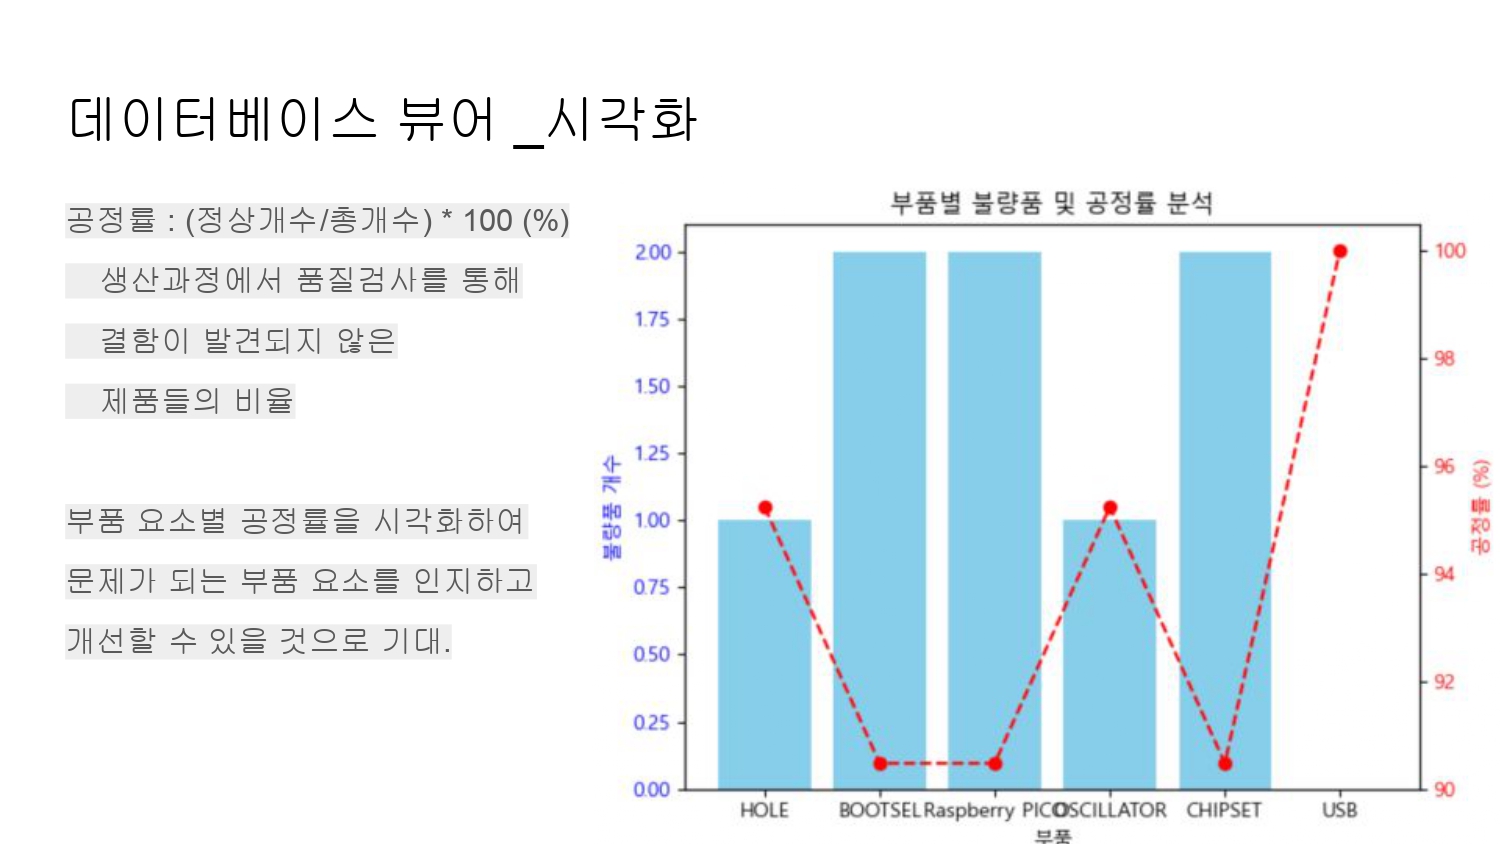 데이터베이스 뷰어 _시각화
공정률 : (정상개수/총개수) * 100 (%)
생산과정에서 품질검사를 통해
결함이 발견되지 않은
제품들의 비율
부품 요소별 공정률을 시각화하여
문제가 되는 부품 요소를 인지하고
개선할 수 있을 것으로 기대.
부품별 불량품 및 공정률 분석
불량품 개수
2.00
1.75
1.50
1.25
1.00
0.75
0.50
0.25
0.00
100
98
96
94
92
90
공정률 (%)
HOLE
BOOTSEL
Raspberry PICO
OSCILLATOR
CHIPSET
USB
부품